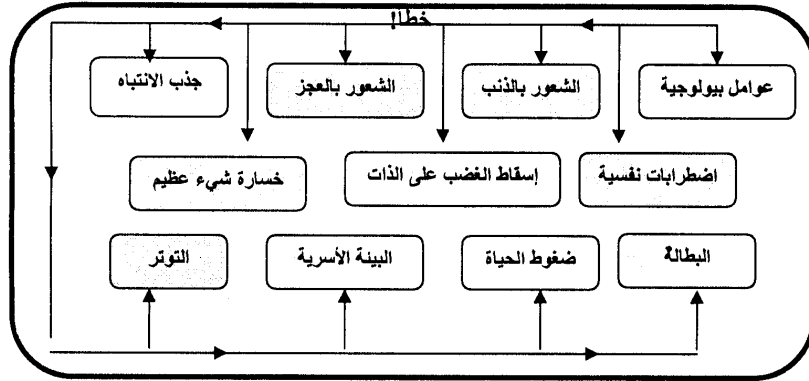 خطأ!
عوامل بيولوجية
الشعور بالذنب
الشعور بالعجز
جذب الانتباه
اضطرابات نفسية
إسقاط الغضب على الذات
خسارة شيء عظيم
البطالة
ضغوط الحياة
البيئة الأسرية
التوتر